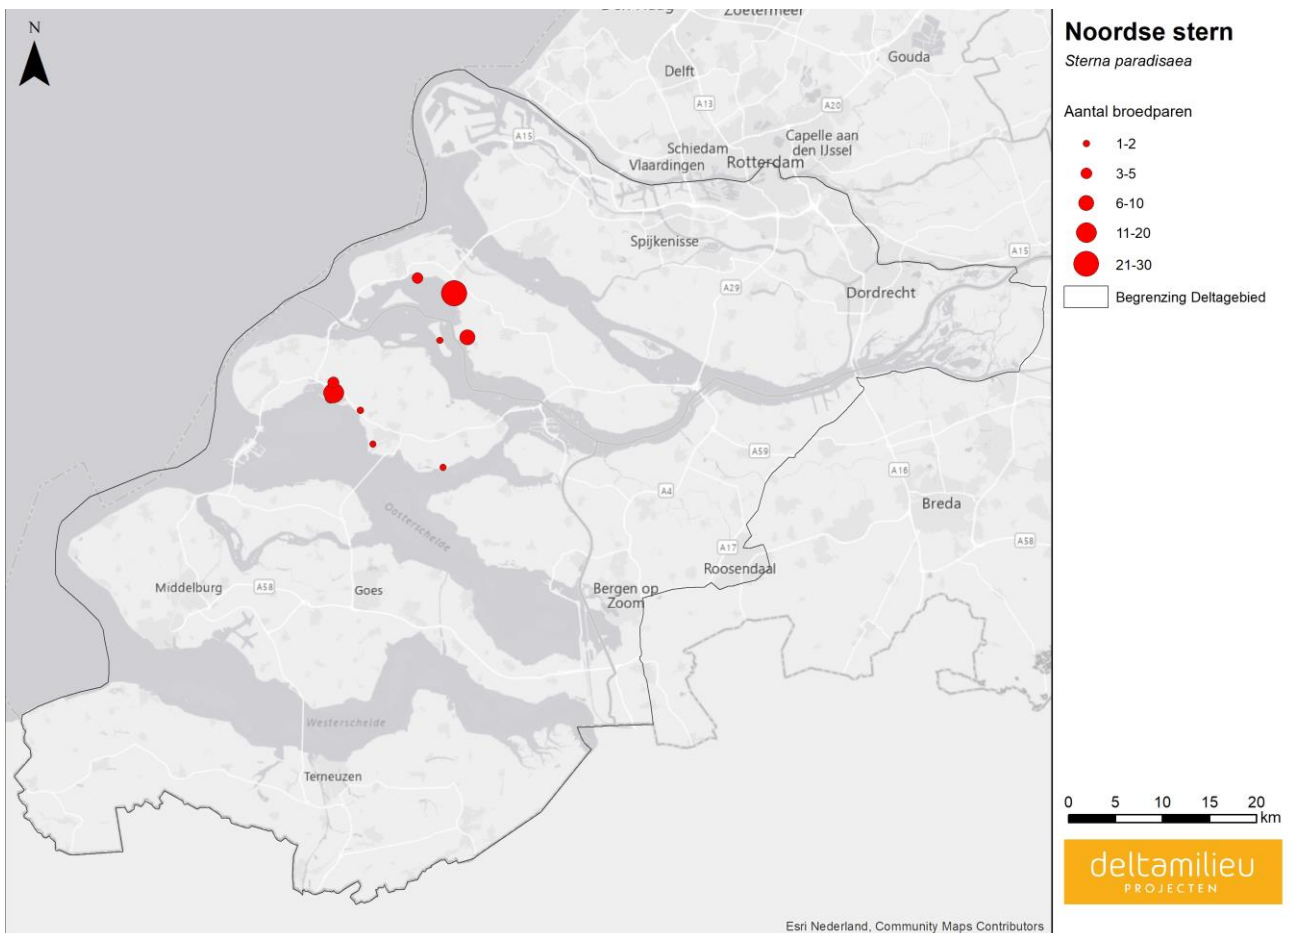 N
Zoetermeer
Gouda
Delft
A13
A20
A15
Capelle aan
den IJssel
Schiedam
Vlaardingen
Rotterdam
Spijkenisse
A15
A29
Dordrecht
A59
A16
A4
Breda
Oosterschelde
A17
A58
Roosendaal
Middelburg
A58
Goes
Bergen op
Zoom
Westerschelde
Terneuzen
Esri Nederland, Community Maps Contributors
Noordse stern
Sterna paradisaea
Aantal broedparen
1-2
3-5
6-10
11-20
21-30
Begrenzing Deltagebied
0 5 10 15 20
km
deltamilieu
PROJECTEN